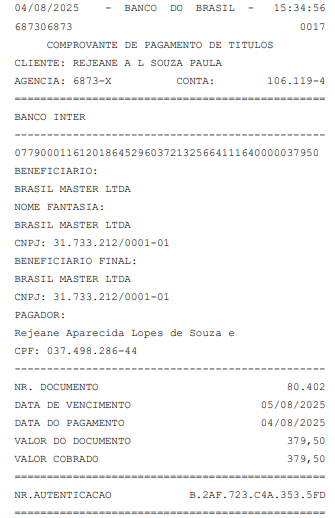 04/08/2025 - BANCO DO BRASIL - 15:34:56
687306873 0017
COMPROVANTE DE PAGAMENTO DE TITULOS
CLIENTE: REJEANE A L SOUZA PAULA
AGENCIA: 6873-X CONTA: 106.119-4
================================================
BANCO INTER
------------------------------------------------
07790001161201864529603721325664111640000037950
BENEFICIARIO:
BRASIL MASTER LTDA
NOME FANTASIA:
BRASIL MASTER LTDA
CNPJ: 31.733.212/0001-01
BENEFICIARIO FINAL:
BRASIL MASTER LTDA
CNPJ: 31.733.212/0001-01
PAGADOR:
Rejeane Aparecida Lopes de Souza e
CPF: 037.498.286-44
------------------------------------------------
NR. DOCUMENTO 80.402
DATA DE VENCIMENTO 05/08/2025
DATA DO PAGAMENTO 04/08/2025
VALOR DO DOCUMENTO 379,50
VALOR COBRADO 379,50
================================================
NR.AUTENTICACAO B.2AF.723.C4A.353.5FD
================================================